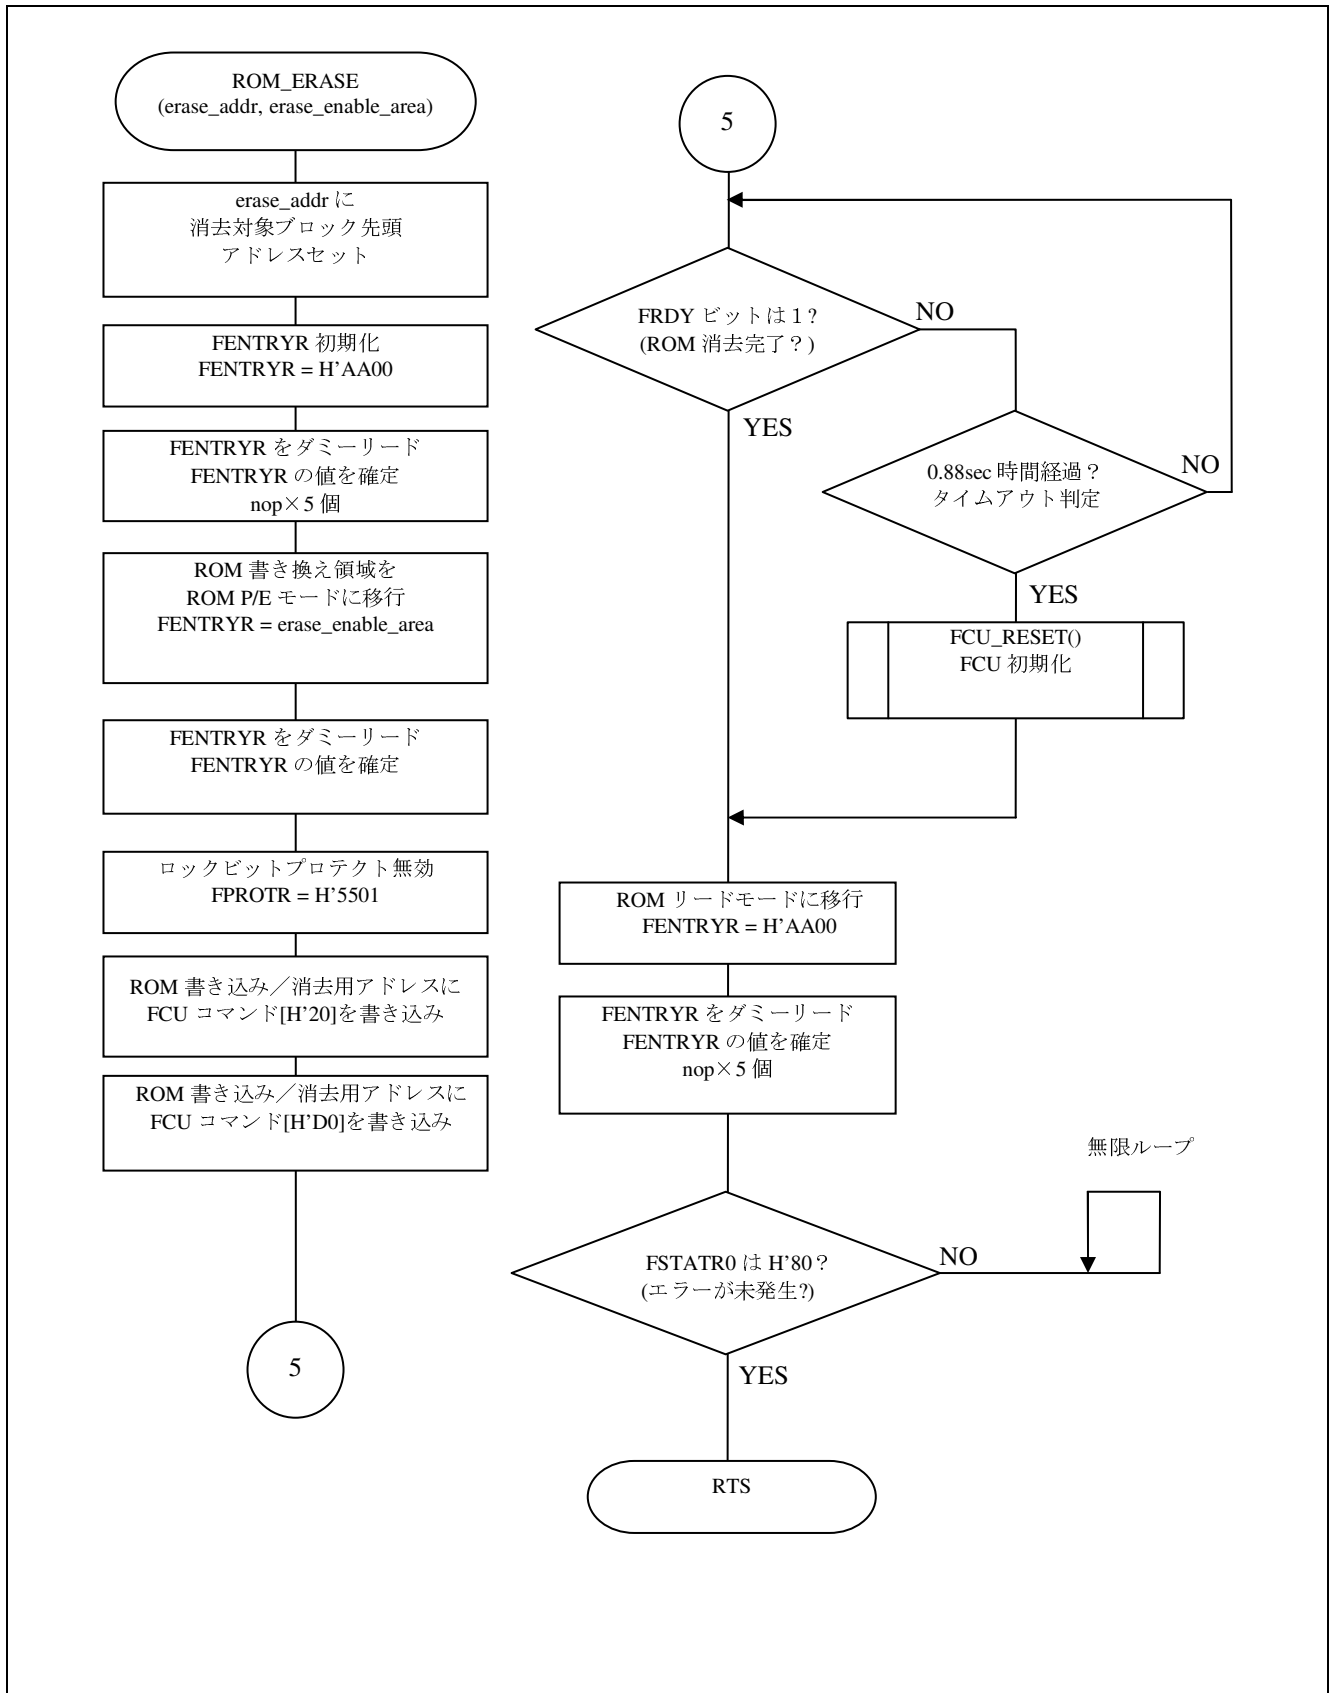 ROM_ERASE
(erase_addr, erase_enable_area)
erase_addr に
消去対象ブロック先頭
アドレスセット
FENTRYR 初期化
FENTRYR = H'AA00
FENTRYR をダミーリード
FENTRYR の値を確定
nop×5 個
ROM 書き換え領域を
ROM P/E モードに移行
FENTRYR = erase_enable_area
FENTRYR をダミーリード
FENTRYR の値を確定
ロックビットプロテクト無効
FPROTR = H'5501
ROM 書き込み／消去用アドレスに
FCU コマンド[H'20]を書き込み
ROM 書き込み／消去用アドレスに
FCU コマンド[H'D0]を書き込み
5
5
FRDY ビットは１?
(ROM 消去完了？)
NO
YES
0.88sec 時間経過？
タイムアウト判定
NO
YES
FCU_RESET()
FCU 初期化
ROM リードモードに移行
FENTRYR = H'AA00
FENTRYR をダミーリード
FENTRYR の値を確定
nop×5 個
FSTATR0 は H'80？
(エラーが未発生?)
NO
無限ループ
YES
RTS